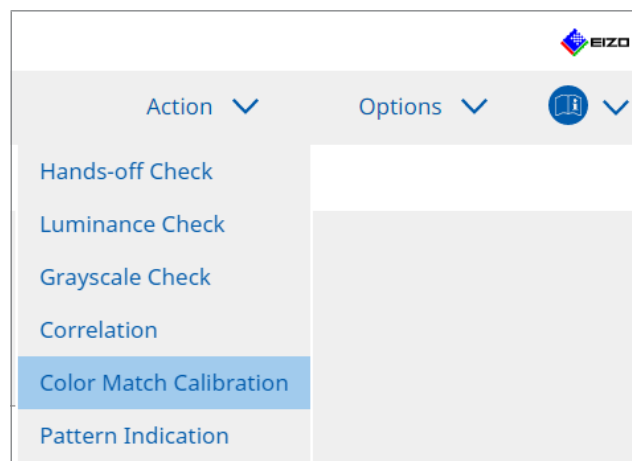 EIZO
Action Options
Hands-off Check
Luminance Check
Grayscale Check
Correlation
Color Match Calibration
Pattern Indication